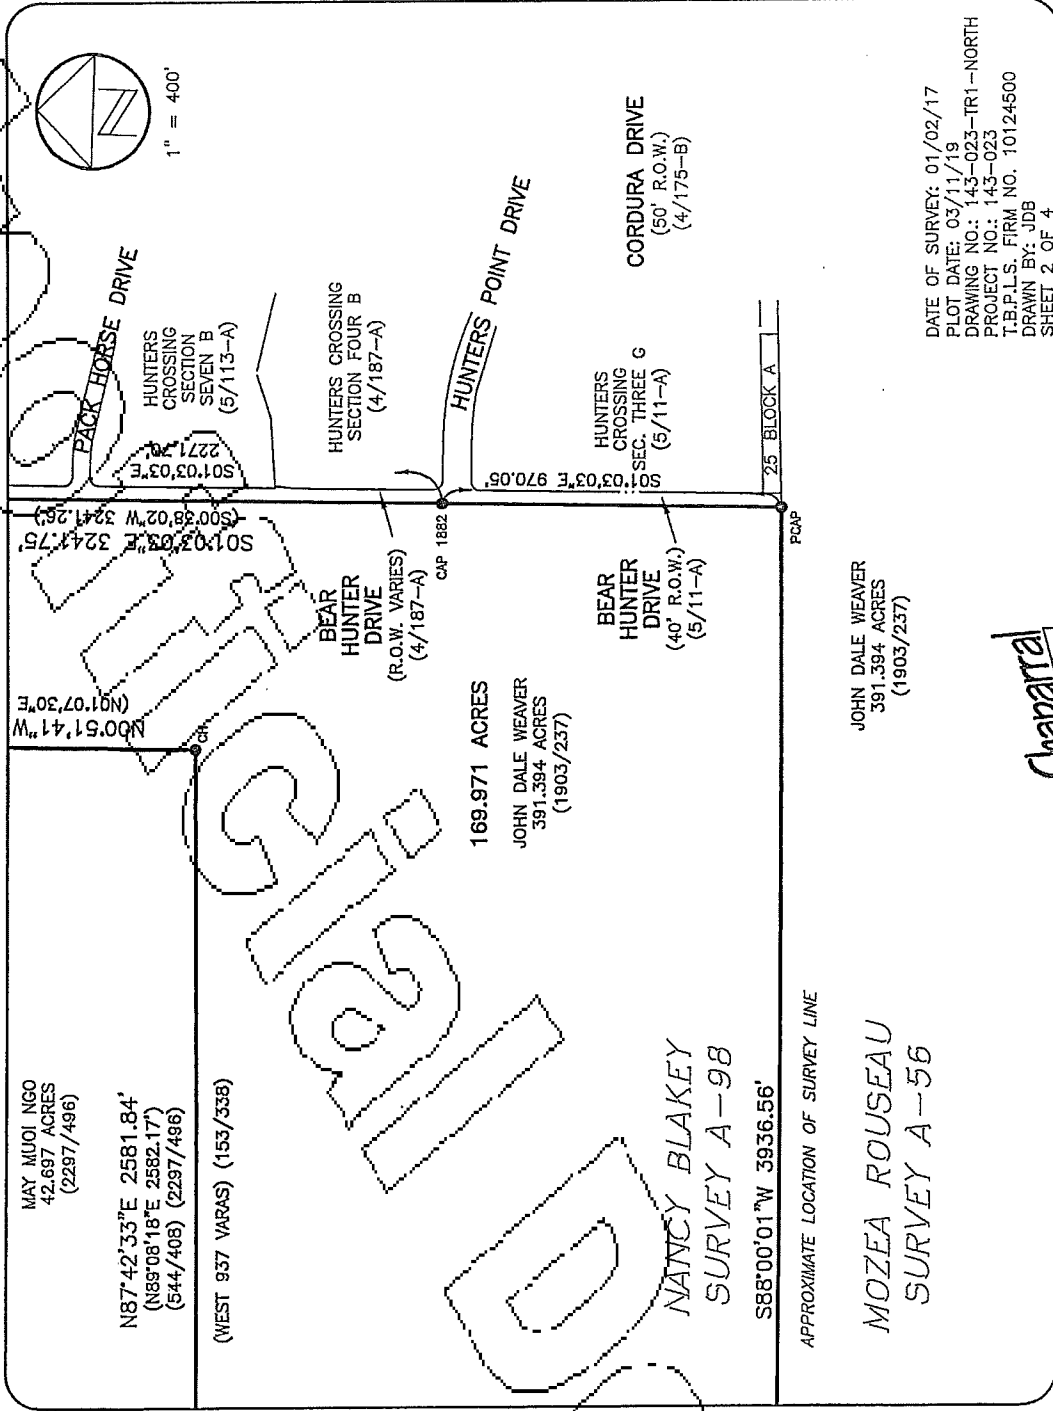 MAY MUOI NGO
42.697 ACRES
(2297/496)
N87°42'33"E 2581.84'
(N89°08'18"E 2582.17')
(544/408) (2297/496)
(WEST 937 VARAS) (153/338)
N00°51'41"W
(N01°07'30"E
CH
1" = 400'
PACK HORSE DRIVE
S01°03'03"E 3241.75'
(S00°38'02"W 3241.26')
S01°03'03"E
2271.70'
HUNTERS
CROSSING
SECTION
SEVEN B
(5/113-A)
BEAR
HUNTER
DRIVE
(R.O.W. VARIES)
(4/187-A)
HUNTERS CROSSING
SECTION FOUR B
(4/187-A)
CAP 1882
HUNTERS POINT DRIVE
169.971 ACRES
JOHN DALE WEAVER
391.394 ACRES
(1903/237)
BEAR
HUNTER
DRIVE
(40' R.O.W.)
(5/11-A)
S01°03'03"E 970.05'
HUNTERS
CROSSING
SEC. THREE G
(5/11-A)
CORDURA DRIVE
(50' R.O.W.)
(4/175-B)
NANCY BLAKEY
SURVEY A-98
S88°00'01"W 3936.56'
PCAP
25 BLOCK A
APPROXIMATE LOCATION OF SURVEY LINE
MOZEA ROUSEAU
SURVEY A-56
JOHN DALE WEAVER
391.394 ACRES
(1903/237)
Chaparral
DATE OF SURVEY: 01/02/17
PLOT DATE: 03/11/19
DRAWING NO.: 143-023-TR1-NORTH
PROJECT NO.: 143-023
T.B.P.L.S. FIRM NO. 10124500
DRAWN BY: JDB
SHEET 2 OF 4